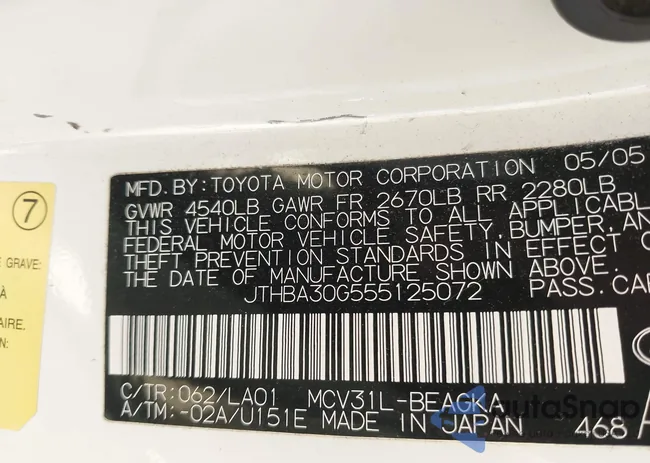 7
E GRAVE:
À
AIRE,
N:
MFD. BY: TOYOTA MOTOR CORPORATION 05/05
GVWR 4540LB GAWR FR 2670LB RR 2280LB
THIS VEHICLE CONFORMS TO ALL APPLICABL
FEDERAL MOTOR VEHICLE SAFETY, BUMPER, AN
THEFT PREVENTION STANDARDS IN EFFECT O
THE DATE OF MANUFACTURE SHOWN ABOVE.
JTHBA30G555125072 PASS. CAR
C/TR: 062/LA01 MCV31L-BEAGKA
A/TM: -02A/U151E MADE IN JAPAN 468
AutoSnap